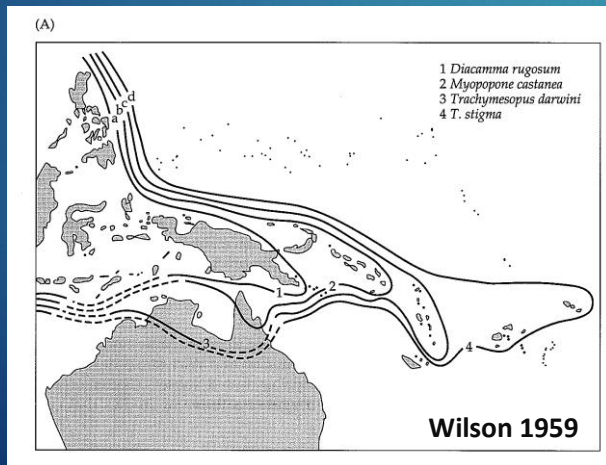 (A)
1 Diacamma rugosum
2 Myopopone castanea
3 Trachymesopus darwini
4 T. stigma
a b c d
1
2
3
4
Wilson 1959